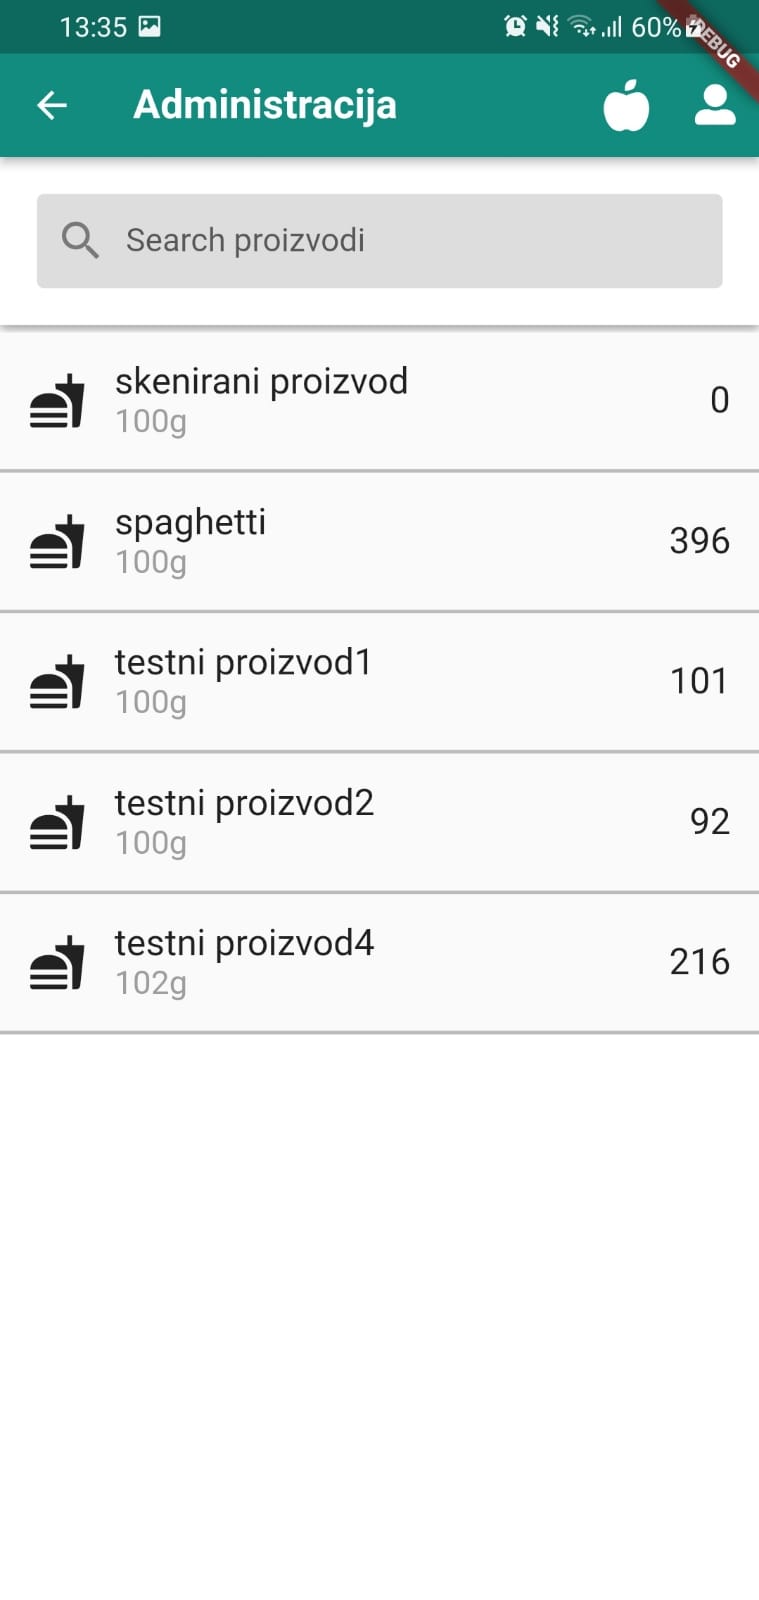 13:35
60%
DEBUG
Administracija
Search proizvodi
skenirani proizvod
100g
0
spaghetti
100g
396
testni proizvod1
100g
101
testni proizvod2
100g
92
testni proizvod4
102g
216